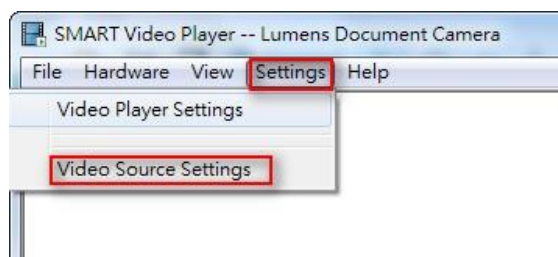 SMART Video Player -- Lumens Document Camera
File Hardware View Settings Help
Video Player Settings
Video Source Settings